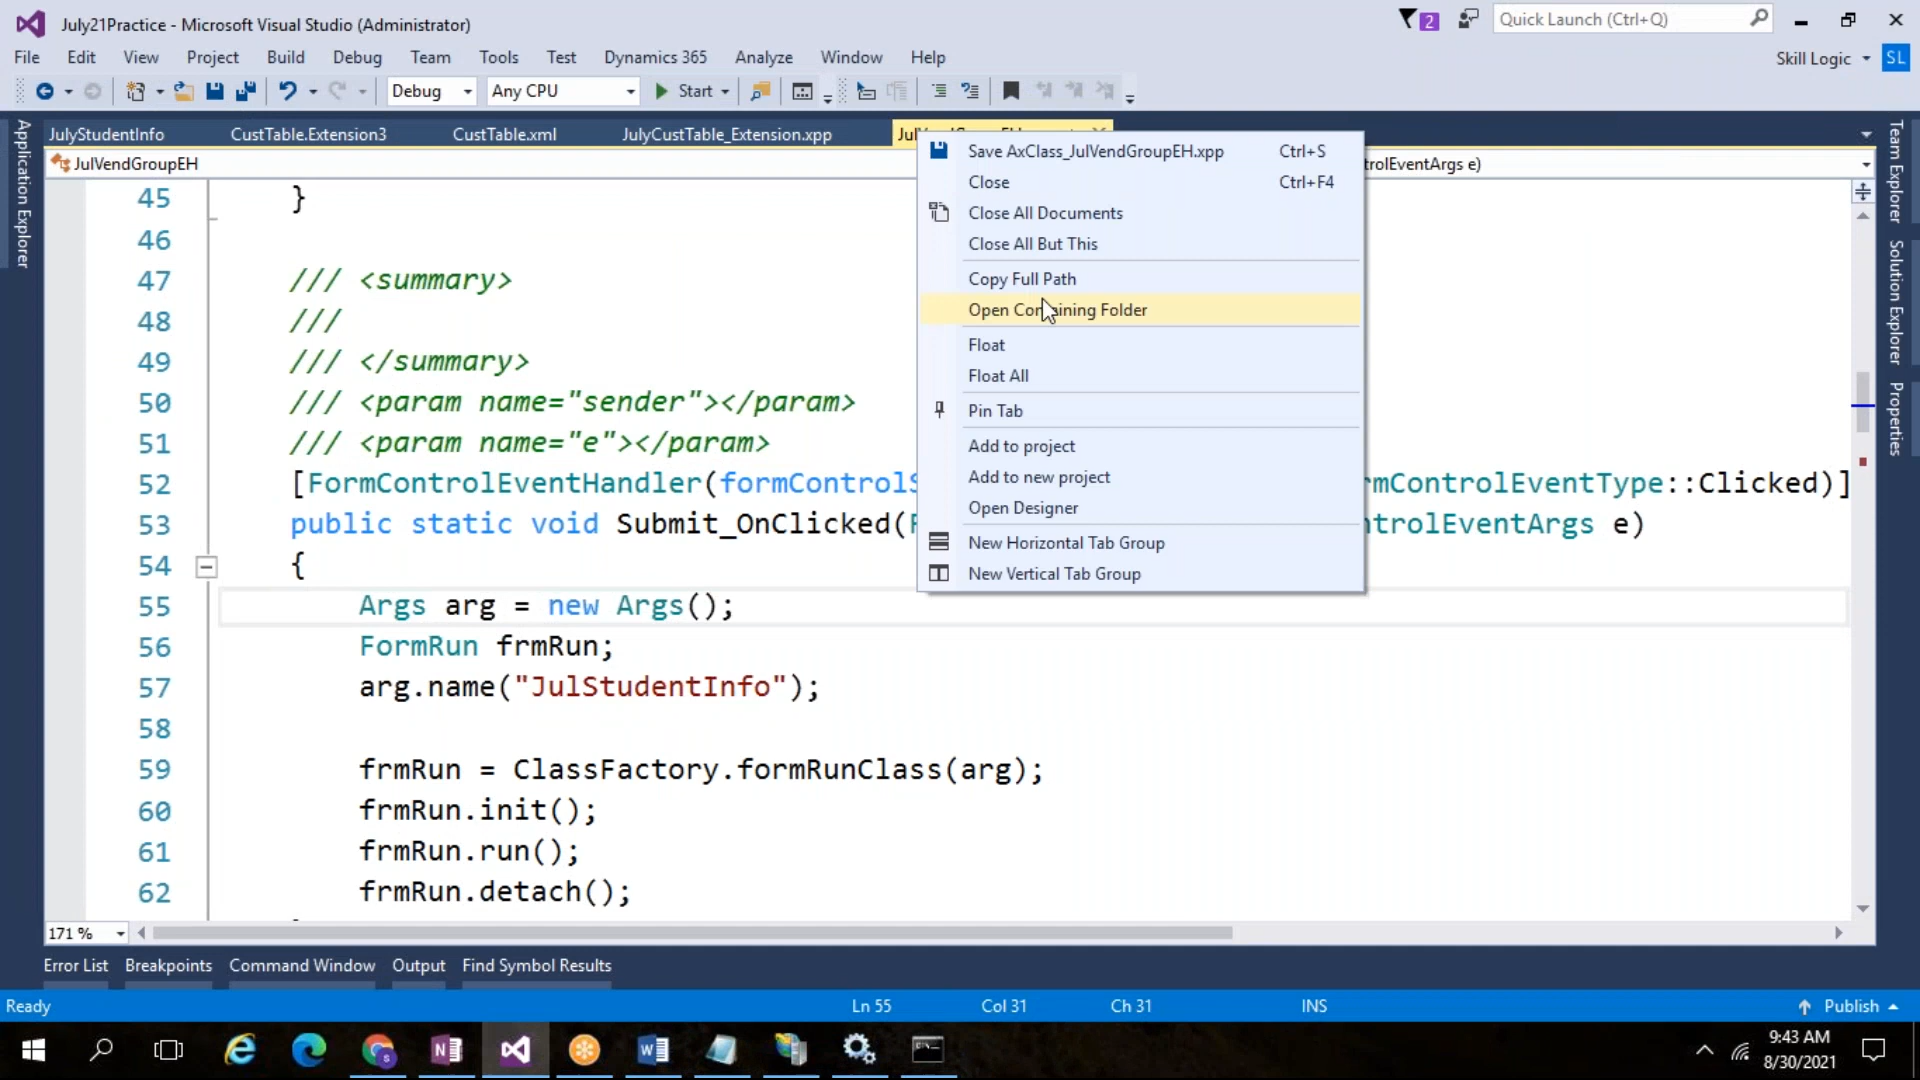 July21Practice - Microsoft Visual Studio (Administrator)
2
Quick Launch (Ctrl+Q)
File Edit View Project Build Debug Team Tools Test Dynamics 365 Analyze Window Help
Skill Logic
SL
Debug
Any CPU
Start
Application Explorer
JulyStudentInfo
CustTable.Extension3
CustTable.xml
JulyCustTable_Extension.xpp
JulVendGroupEH
trolEventArgs e)
Save AxClass_JulVendGroupEH.xpp Ctrl+S
Close Ctrl+F4
Close All Documents
Close All But This
Copy Full Path
Open Containing Folder
Float
Float All
Pin Tab
Add to project
Add to new project
Open Designer
New Horizontal Tab Group
New Vertical Tab Group
45 }
46
47 /// <summary>
48 ///
49 /// </summary>
50 /// <param name="sender"></param>
51 /// <param name="e"></param>
52 [FormControlEventHandler(formControlS rmControlEventType::Clicked)]
53 public static void Submit_OnClicked(F ntrolEventArgs e)
54 {
55 Args arg = new Args();
56 FormRun frmRun;
57 arg.name("JulStudentInfo");
58
59 frmRun = ClassFactory.formRunClass(arg);
60 frmRun.init();
61 frmRun.run();
62 frmRun.detach();
Team Explorer
Solution Explorer
Properties
171 %
Error List Breakpoints Command Window Output Find Symbol Results
Ready
Ln 55
Col 31
Ch 31
INS
Publish
9:43 AM
8/30/2021